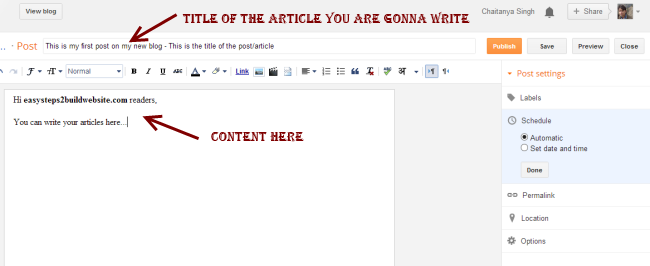 View blog
TITLE OF THE ARTICLE YOU ARE GONNA WRITE
Chaitanya Singh
+ Share
... · Post
This is my first post on my new blog - This is the title of the post/article
Publish
Save
Preview
Close
Normal
B I U ABC
A
Link
अ
Post settings
Hi easysteps2buildwebsite.com readers,
You can write your articles here...
CONTENT HERE
Labels
Schedule
Automatic
Set date and time
Done
Permalink
Location
Options